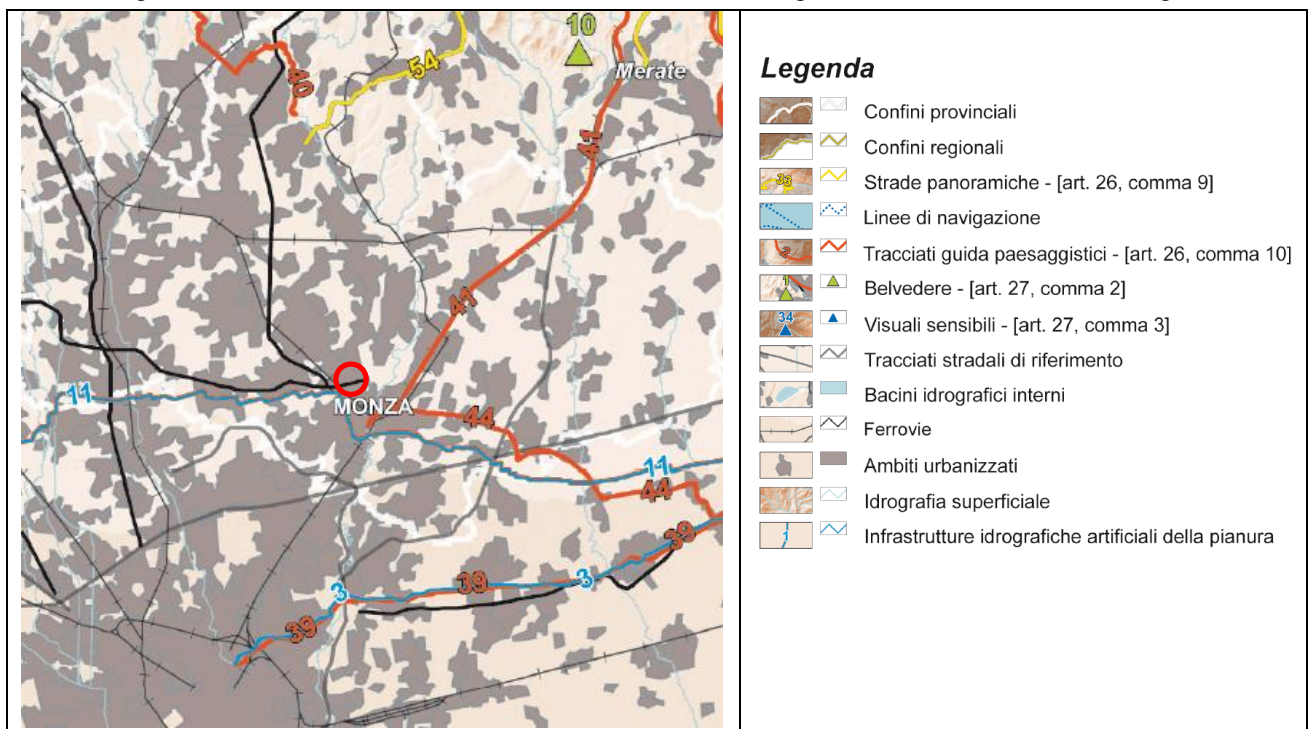 10
Merate
54
40
41
41
11
MONZA
44
11
44
39
3
39
3
39
Legenda
Confini provinciali
Confini regionali
33 Strade panoramiche - [art. 26, comma 9]
Linee di navigazione
2 Tracciati guida paesaggistici - [art. 26, comma 10]
1 Belvedere - [art. 27, comma 2]
34 Visuali sensibili - [art. 27, comma 3]
Tracciati stradali di riferimento
Bacini idrografici interni
Ferrovie
Ambiti urbanizzati
Idrografia superficiale
1 Infrastrutture idrografiche artificiali della pianura